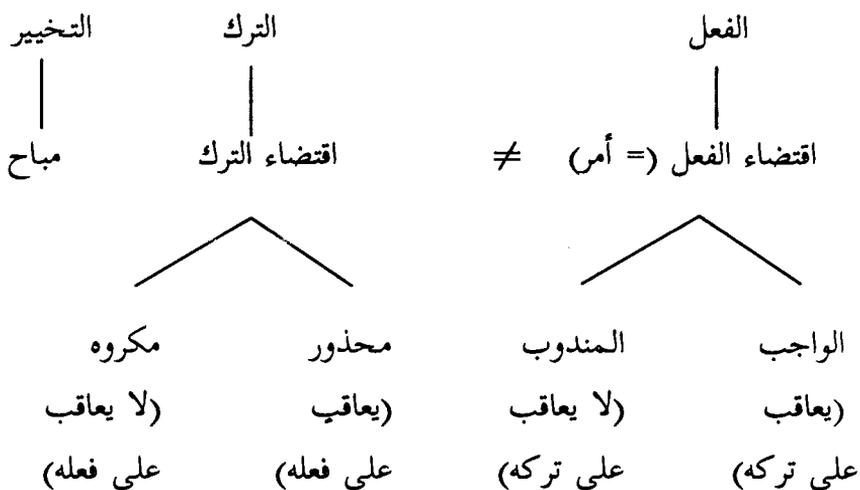 الفعل الترك التخيير
اقتضاء الفعل (= أمر) ≠ اقتضاء الترك مباح
الواجب المندوب محذور مكروه
(يعاقب (لا يعاقب (يعاقب (لا يعاقب
على تركه) على تركه) على فعله) على فعله)